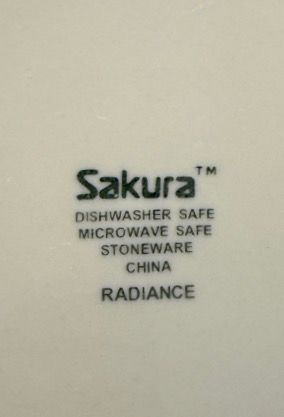 Sakura™
DISHWASHER SAFE
MICROWAVE SAFE
STONEWARE
CHINA
RADIANCE